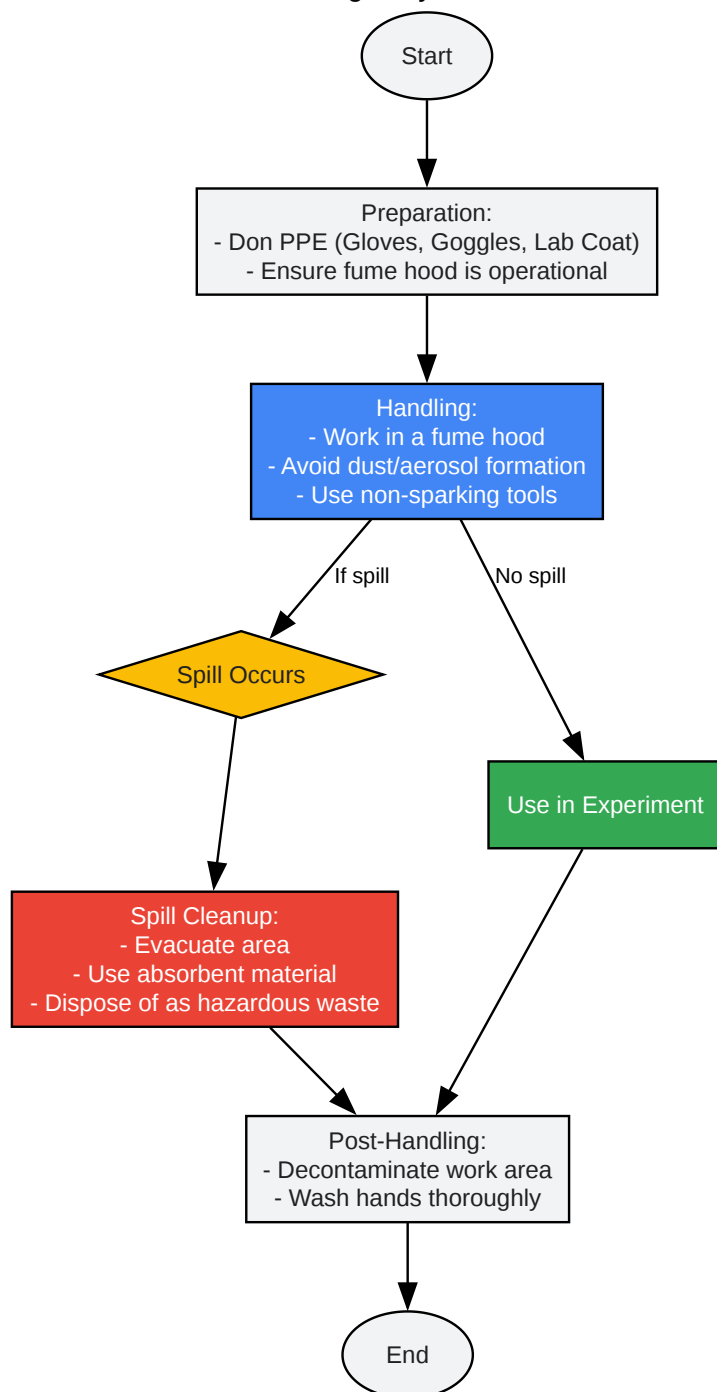 Start
Preparation:
- Don PPE (Gloves, Goggles, Lab Coat)
- Ensure fume hood is operational
Handling:
- Work in a fume hood
- Avoid dust/aerosol formation
- Use non-sparking tools
If spill
No spill
Spill Occurs
Use in Experiment
Spill Cleanup:
- Evacuate area
- Use absorbent material
- Dispose of as hazardous waste
Post-Handling:
- Decontaminate work area
- Wash hands thoroughly
End